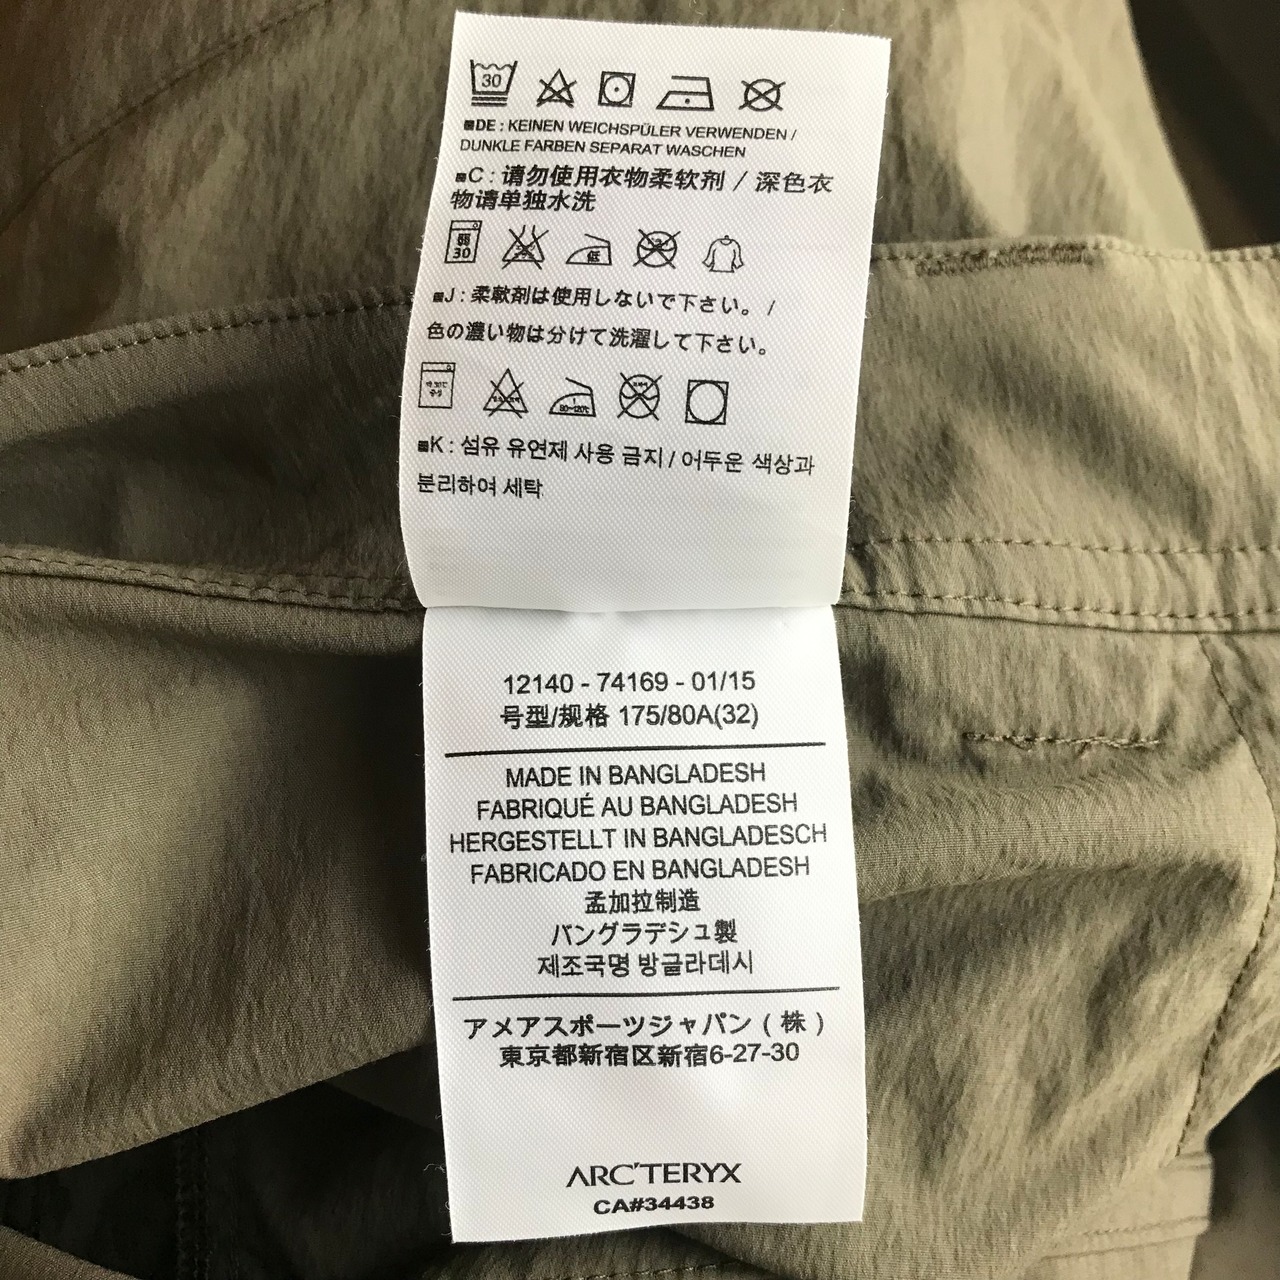 30
DE : KEINEN WEICHSPÜLER VERWENDEN /
DUNKLE FARBEN SEPARAT WASCHEN
C : 请勿使用衣物柔软剂 / 深色衣
物请单独水洗
弱 30 低
J : 柔軟剤は使用しないで下さい。 /
色の濃い物は分けて洗濯して下さい。
80~120℃
K : 섬유 유연제 사용 금지 / 어두운 색상과
분리하여 세탁
12140 - 74169 - 01/15
号型/规格 175/80A(32)
MADE IN BANGLADESH
FABRIQUÉ AU BANGLADESH
HERGESTELLT IN BANGLADESCH
FABRICADO EN BANGLADESH
孟加拉制造
バングラデシュ製
제조국명 방글라데시
アメアスポーツジャパン ( 株 )
東京都新宿区新宿6-27-30
ARC'TERYX
CA#34438